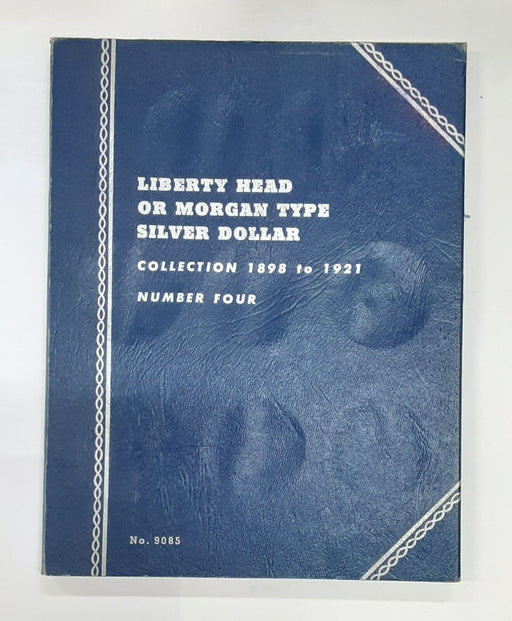 LIBERTY HEAD
OR MORGAN TYPE
SILVER DOLLAR
COLLECTION 1898 to 1921
NUMBER FOUR
No. 9085